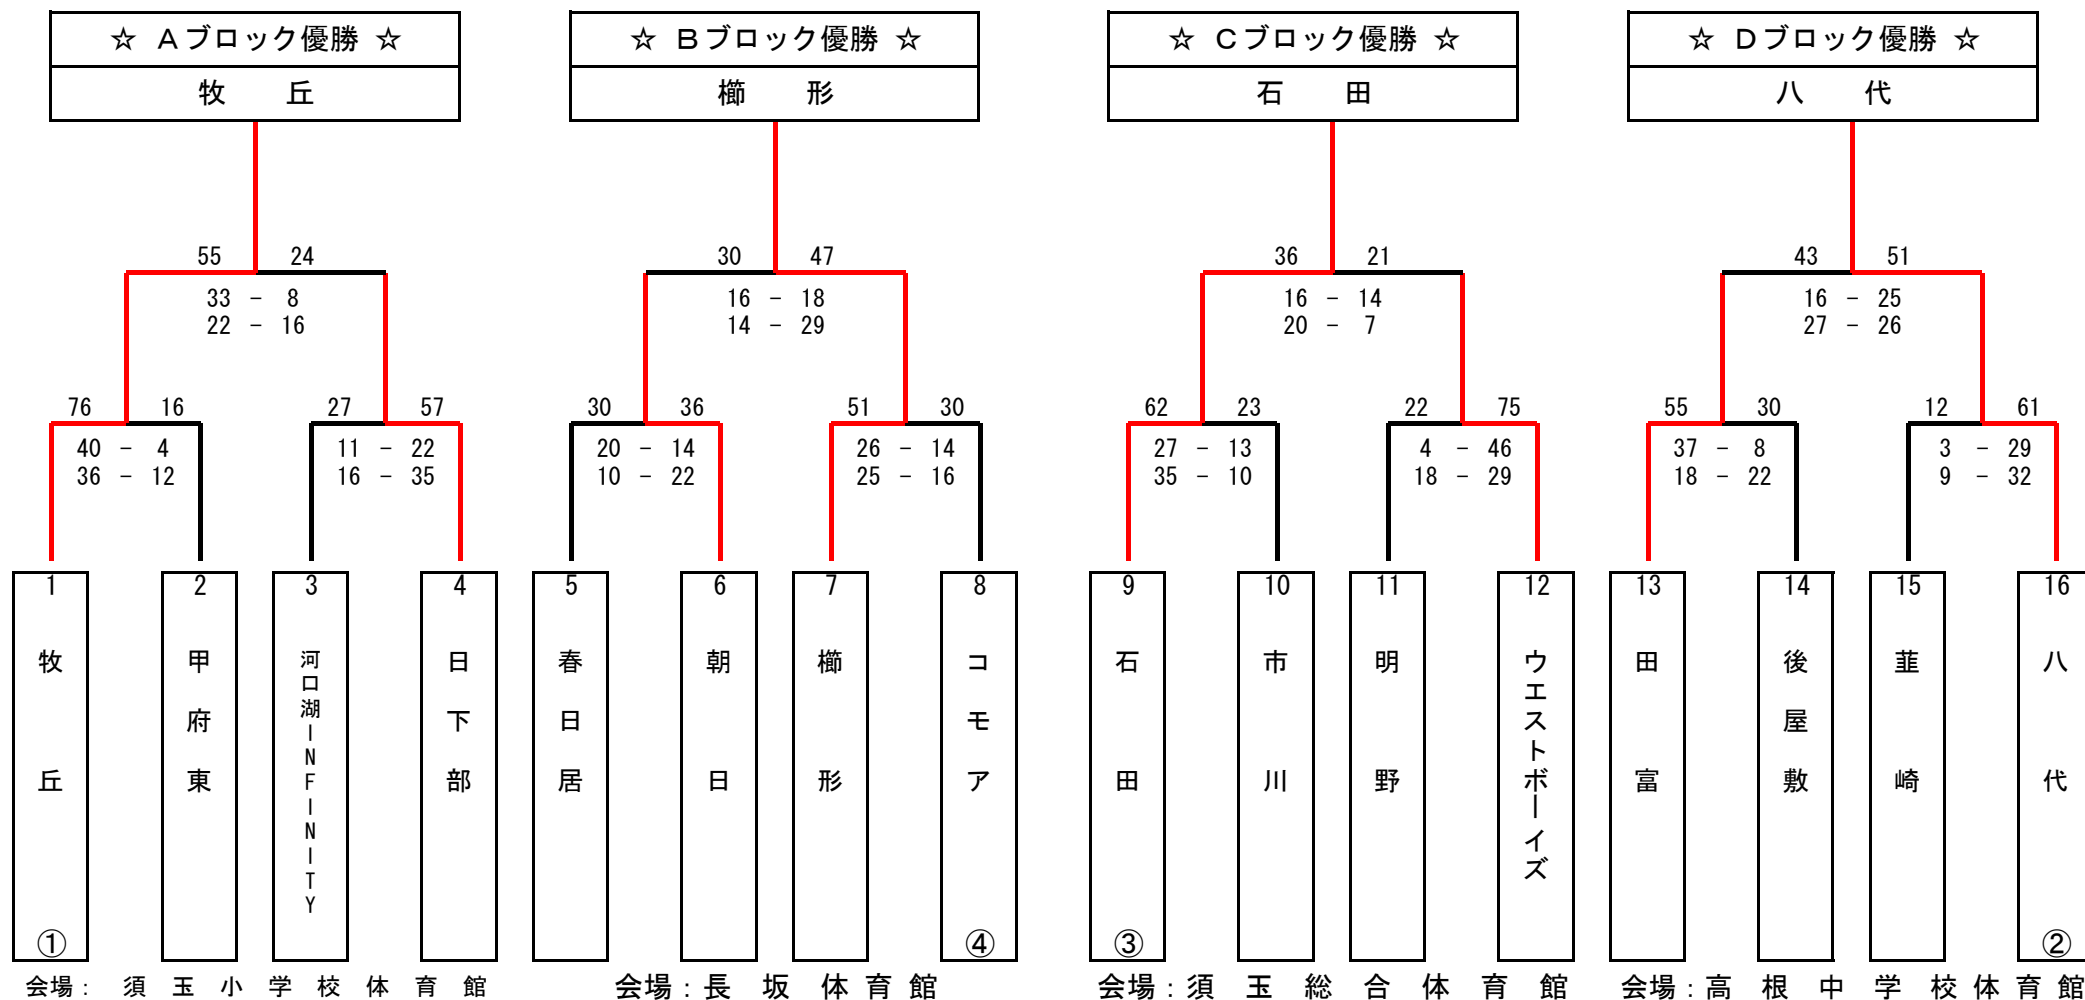 ☆ Aブロック優勝 ☆
牧 丘
☆ Bブロック優勝 ☆
櫛 形
☆ Cブロック優勝 ☆
石 田
☆ Dブロック優勝 ☆
八 代
55 24
33 - 8
22 - 16
30 47
16 - 18
14 - 29
36 21
16 - 14
20 - 7
43 51
16 - 25
27 - 26
76 16
40 - 4
36 - 12
27 57
11 - 22
16 - 35
30 36
20 - 14
10 - 22
51 30
26 - 14
25 - 16
62 23
27 - 13
35 - 10
22 75
4 - 46
18 - 29
55 30
37 - 8
18 - 22
12 61
3 - 29
9 - 32
1
牧丘
①
2
甲府東
3
河口湖INFINITY
4
日下部
5
春日居
6
朝日
7
櫛形
8
コモア
④
9
石田
③
10
市川
11
明野
12
ウエストボーイズ
13
田富
14
後屋敷
15
韮崎
16
八代
②
会場： 須 玉 小 学 校 体 育 館
会場：長 坂 体 育 館
会場：須 玉 総 合 体 育 館
会場：高 根 中 学 校 体 育 館